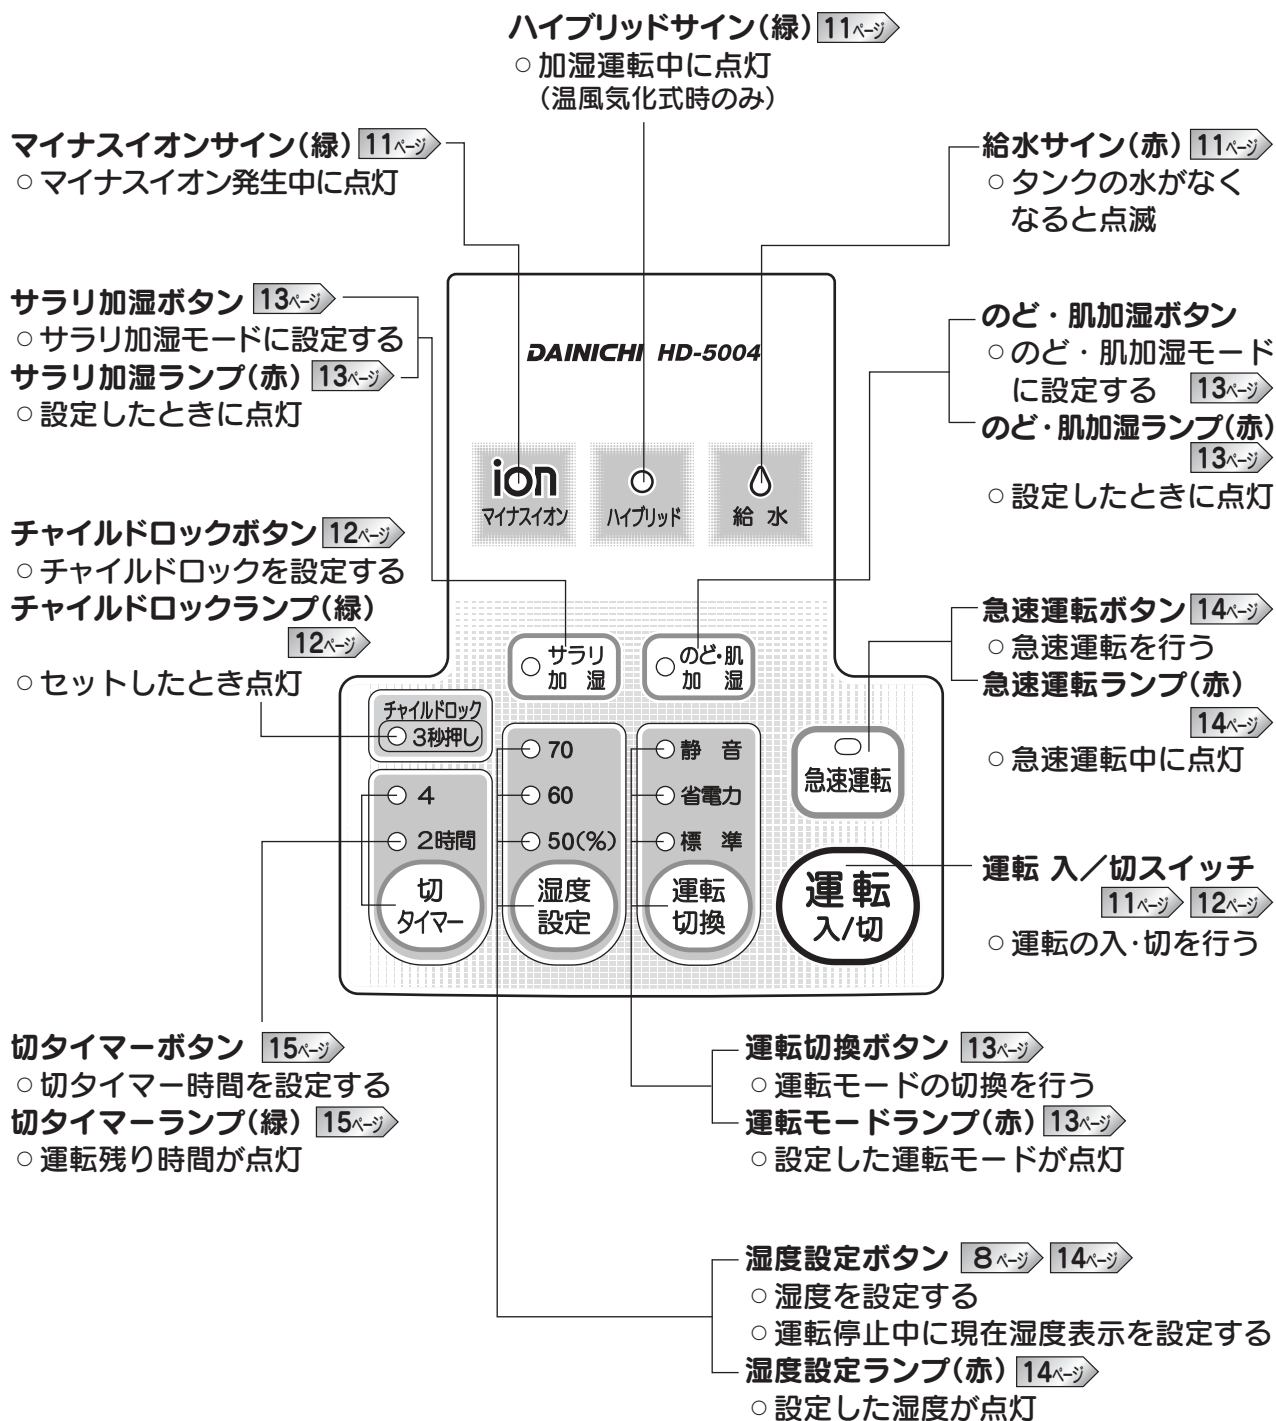 ハイブリッドサイン(緑) 11ページ
○ 加湿運転中に点灯
(温風気化式時のみ)
マイナスイオンサイン(緑) 11ページ
○ マイナスイオン発生中に点灯
給水サイン(赤) 11ページ
○ タンクの水がなく
なると点滅
サラリ加湿ボタン 13ページ
○ サラリ加湿モードに設定する
サラリ加湿ランプ(赤) 13ページ
○ 設定したときに点灯
のど・肌加湿ボタン
○ のど・肌加湿モード
に設定する 13ページ
のど・肌加湿ランプ(赤)
13ページ
○ 設定したときに点灯
チャイルドロックボタン 12ページ
○ チャイルドロックを設定する
チャイルドロックランプ(緑)
12ページ
○ セットしたとき点灯
DAINICHI HD-5004
ion
マイナスイオン
ハイブリッド
給 水
サラリ
加 湿
のど・肌
加 湿
チャイルドロック
3秒押し
4
2時間
切
タイマー
70
60
50(%)
湿度
設定
静 音
省電力
標 準
運転
切換
急速運転
運転
入/切
急速運転ボタン 14ページ
○ 急速運転を行う
急速運転ランプ(赤)
14ページ
○ 急速運転中に点灯
運転 入/切スイッチ
11ページ 12ページ
○ 運転の入・切を行う
切タイマーボタン 15ページ
○ 切タイマー時間を設定する
切タイマーランプ(緑) 15ページ
○ 運転残り時間が点灯
運転切換ボタン 13ページ
○ 運転モードの切換を行う
運転モードランプ(赤) 13ページ
○ 設定した運転モードが点灯
湿度設定ボタン 8ページ 14ページ
○ 湿度を設定する
○ 運転停止中に現在湿度表示を設定する
湿度設定ランプ(赤) 14ページ
○ 設定した湿度が点灯